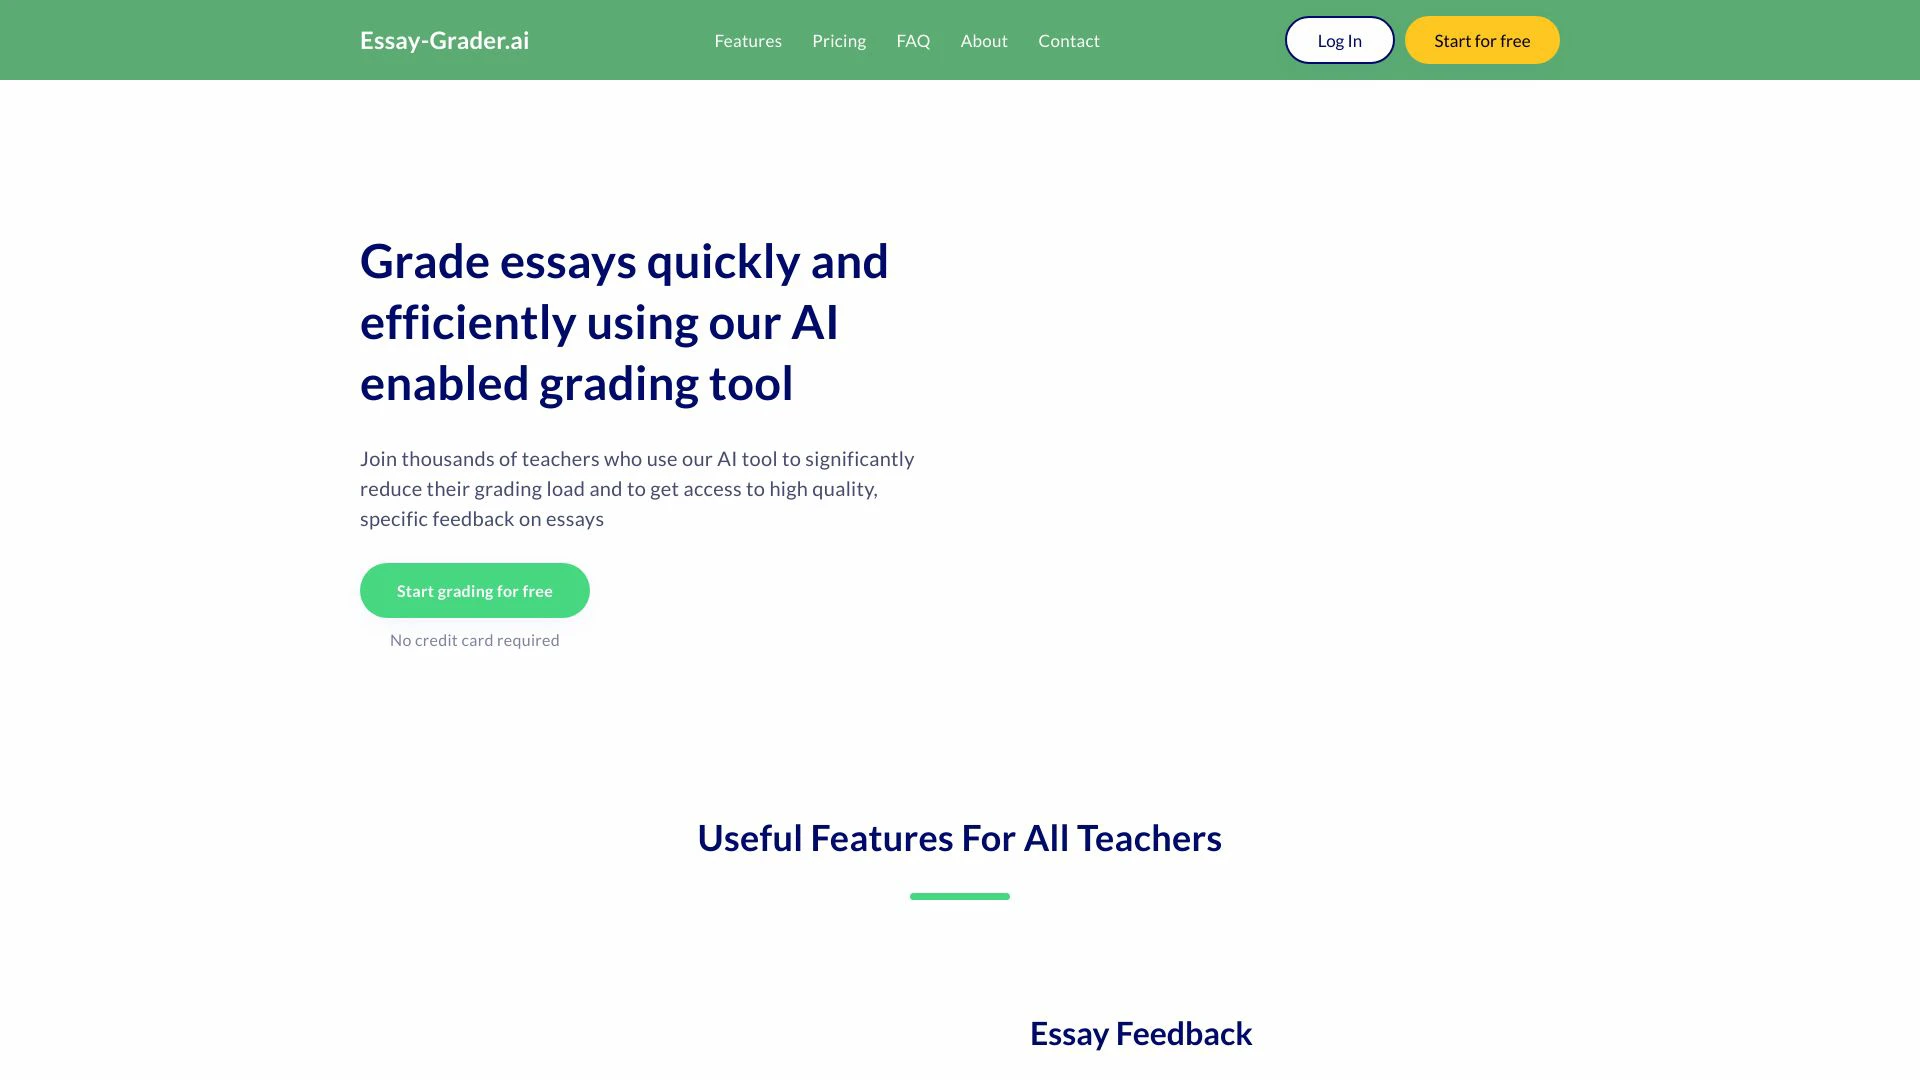 Essay-Grader.ai
Features
Pricing
FAQ
About
Contact
Log In
Start for free
Grade essays quickly and
efficiently using our AI
enabled grading tool
Join thousands of teachers who use our AI tool to significantly
reduce their grading load and to get access to high quality,
specific feedback on essays
Start grading for free
No credit card required
Useful Features For All Teachers
Essay Feedback